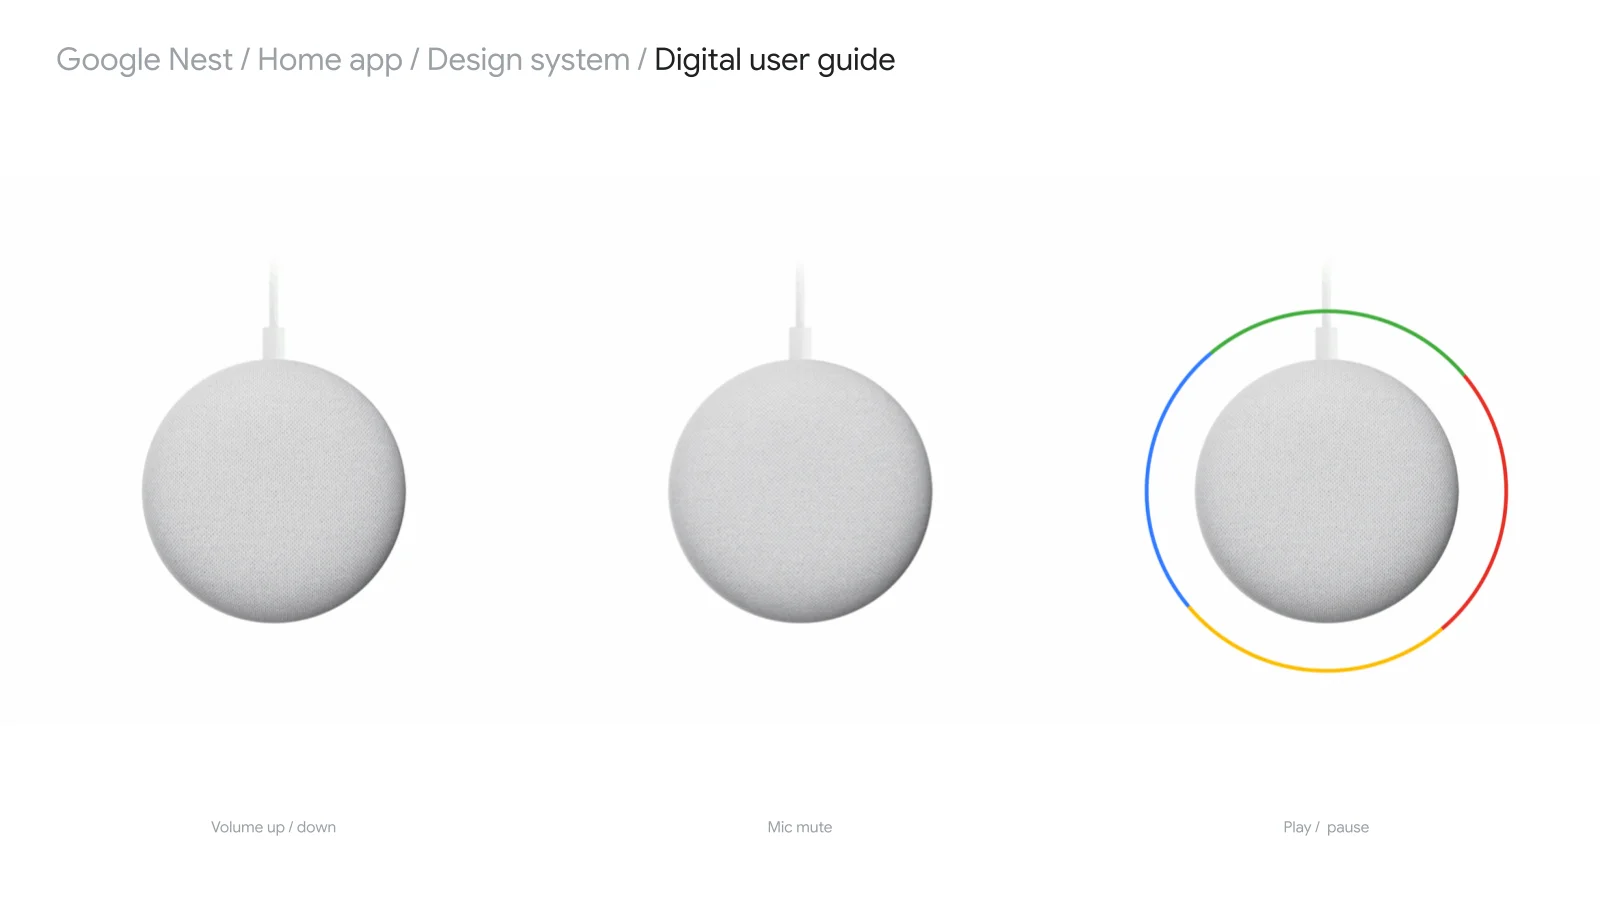 Google Nest / Home app / Design system / Digital user guide
Volume up / down
Mic mute
Play /  pause